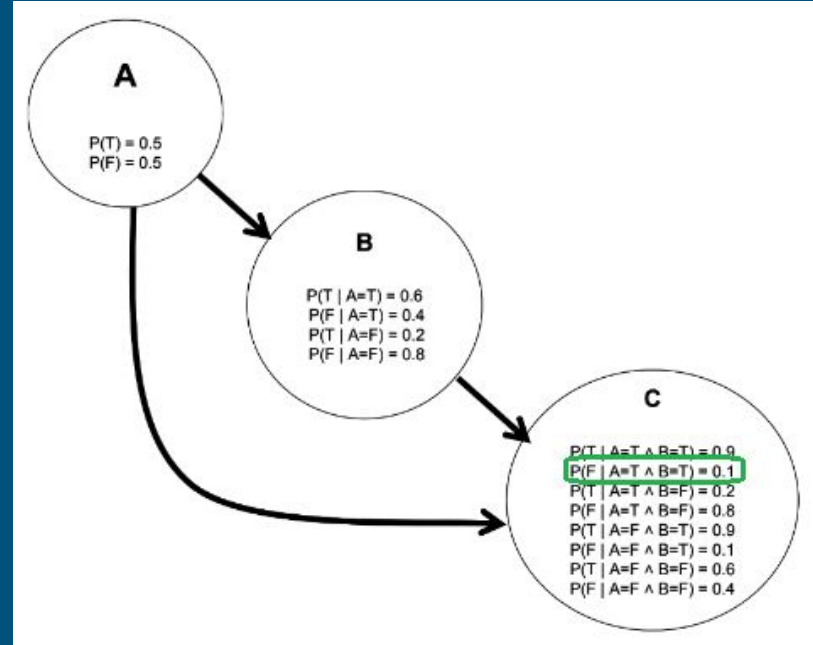 A
P(T) = 0.5
P(F) = 0.5
B
P(T | A=T) = 0.6
P(F | A=T) = 0.4
P(T | A=F) = 0.2
P(F | A=F) = 0.8
C
P(T | A=T ∧ B=T) = 0.9
P(F | A=T ∧ B=T) = 0.1
P(T | A=T ∧ B=F) = 0.2
P(F | A=T ∧ B=F) = 0.8
P(T | A=F ∧ B=T) = 0.9
P(F | A=F ∧ B=T) = 0.1
P(T | A=F ∧ B=F) = 0.6
P(F | A=F ∧ B=F) = 0.4